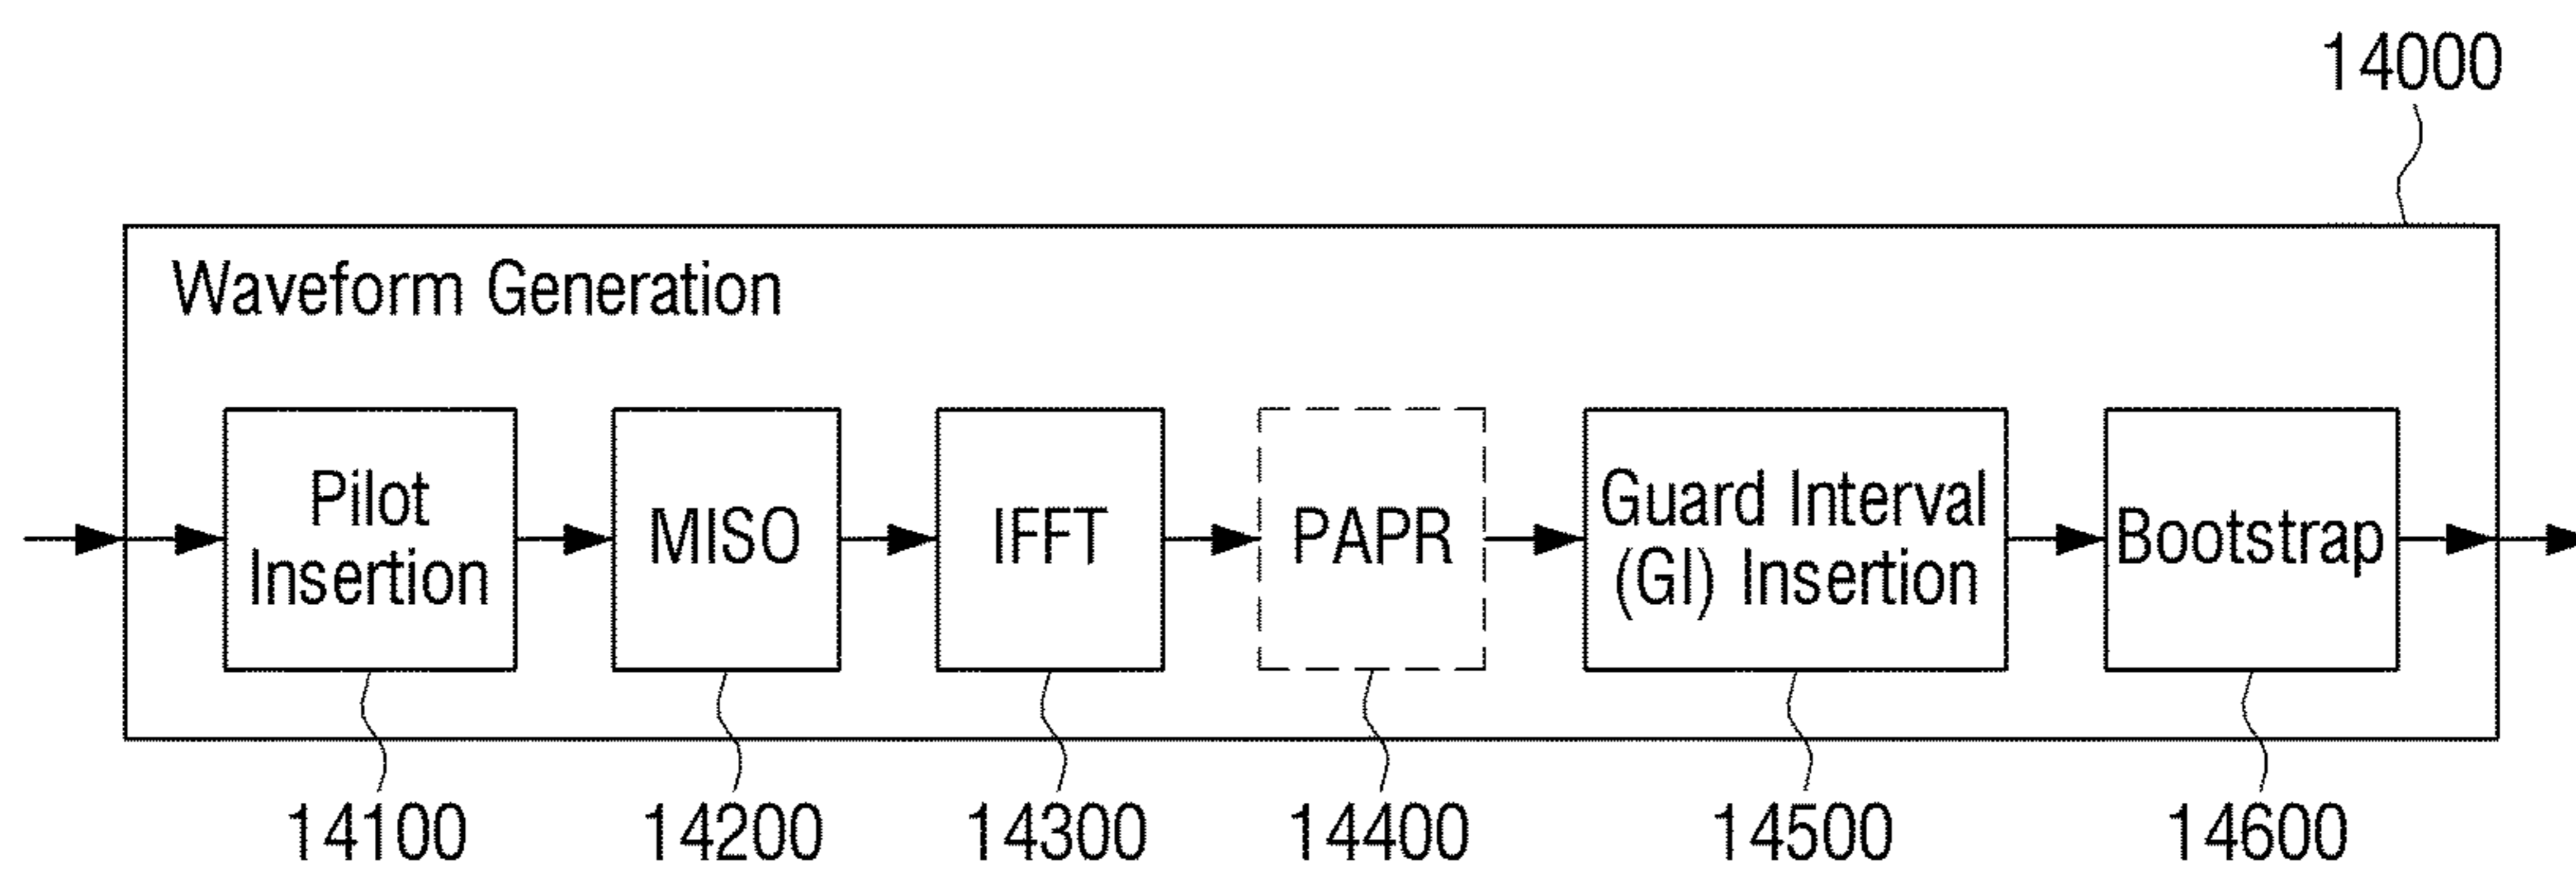 14000
Waveform Generation
Pilot
Insertion
MISO
IFFT
PAPR
Guard Interval
(GI) Insertion
Bootstrap
14100
14200
14300
14400
14500
14600